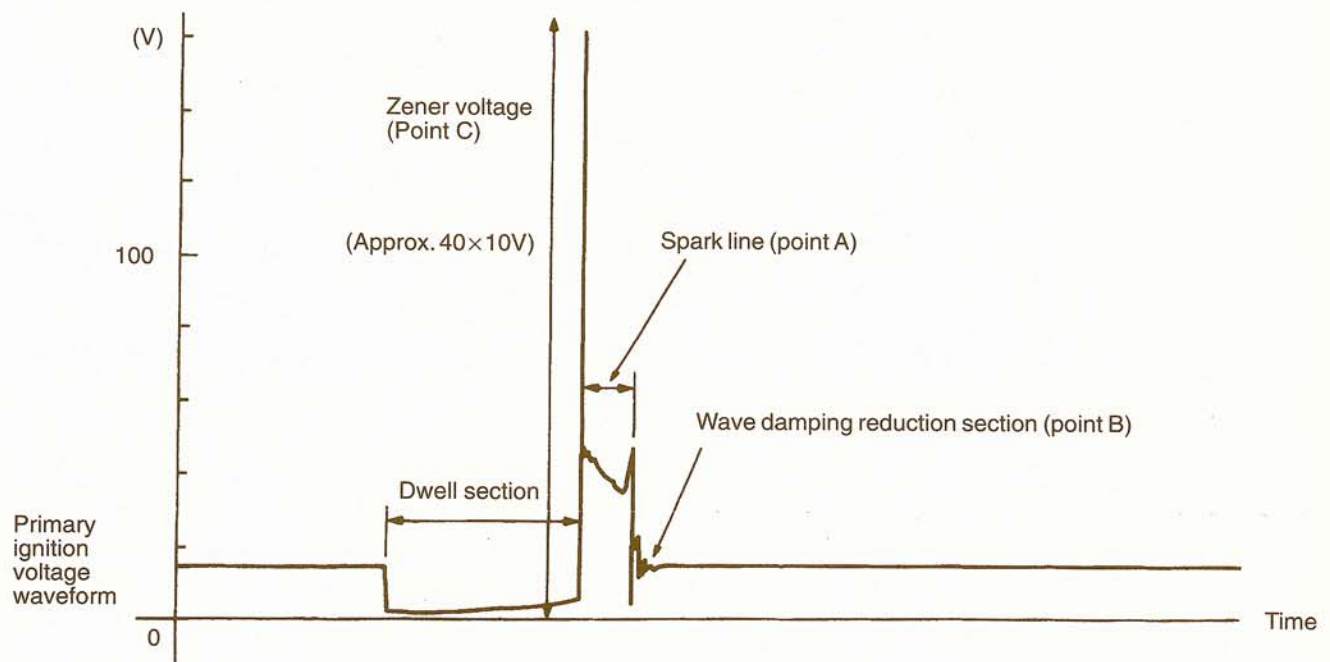 (V)
Zener voltage
(Point C)
(Approx. 40×10V)
100
Spark line (point A)
Wave damping reduction section (point B)
Dwell section
Primary
ignition
voltage
waveform
0
Time